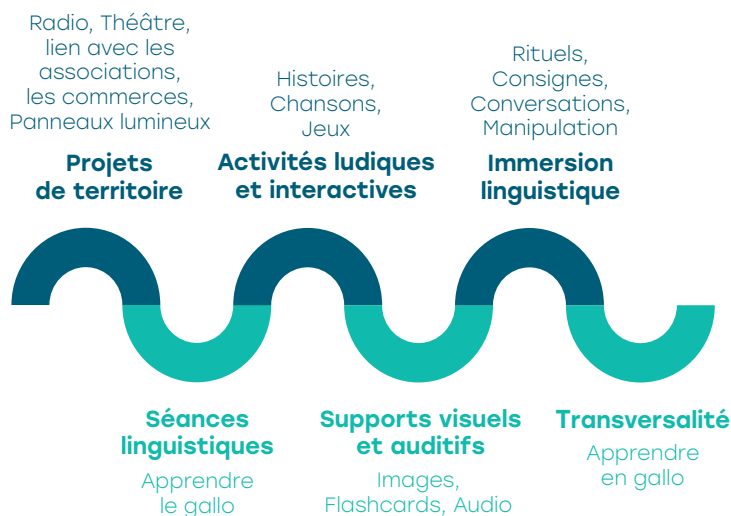 Radio, Théâtre,
lien avec les
associations,
les commerces,
Panneaux lumineux
Projets
de territoire
Histoires,
Chansons,
Jeux
Activités ludiques
et interactives
Rituels,
Consignes,
Conversations,
Manipulation
Immersion
linguistique
Séances
linguistiques
Apprendre
le gallo
Supports visuels
et auditifs
Images,
Flashcards, Audio
Transversalité
Apprendre
en gallo